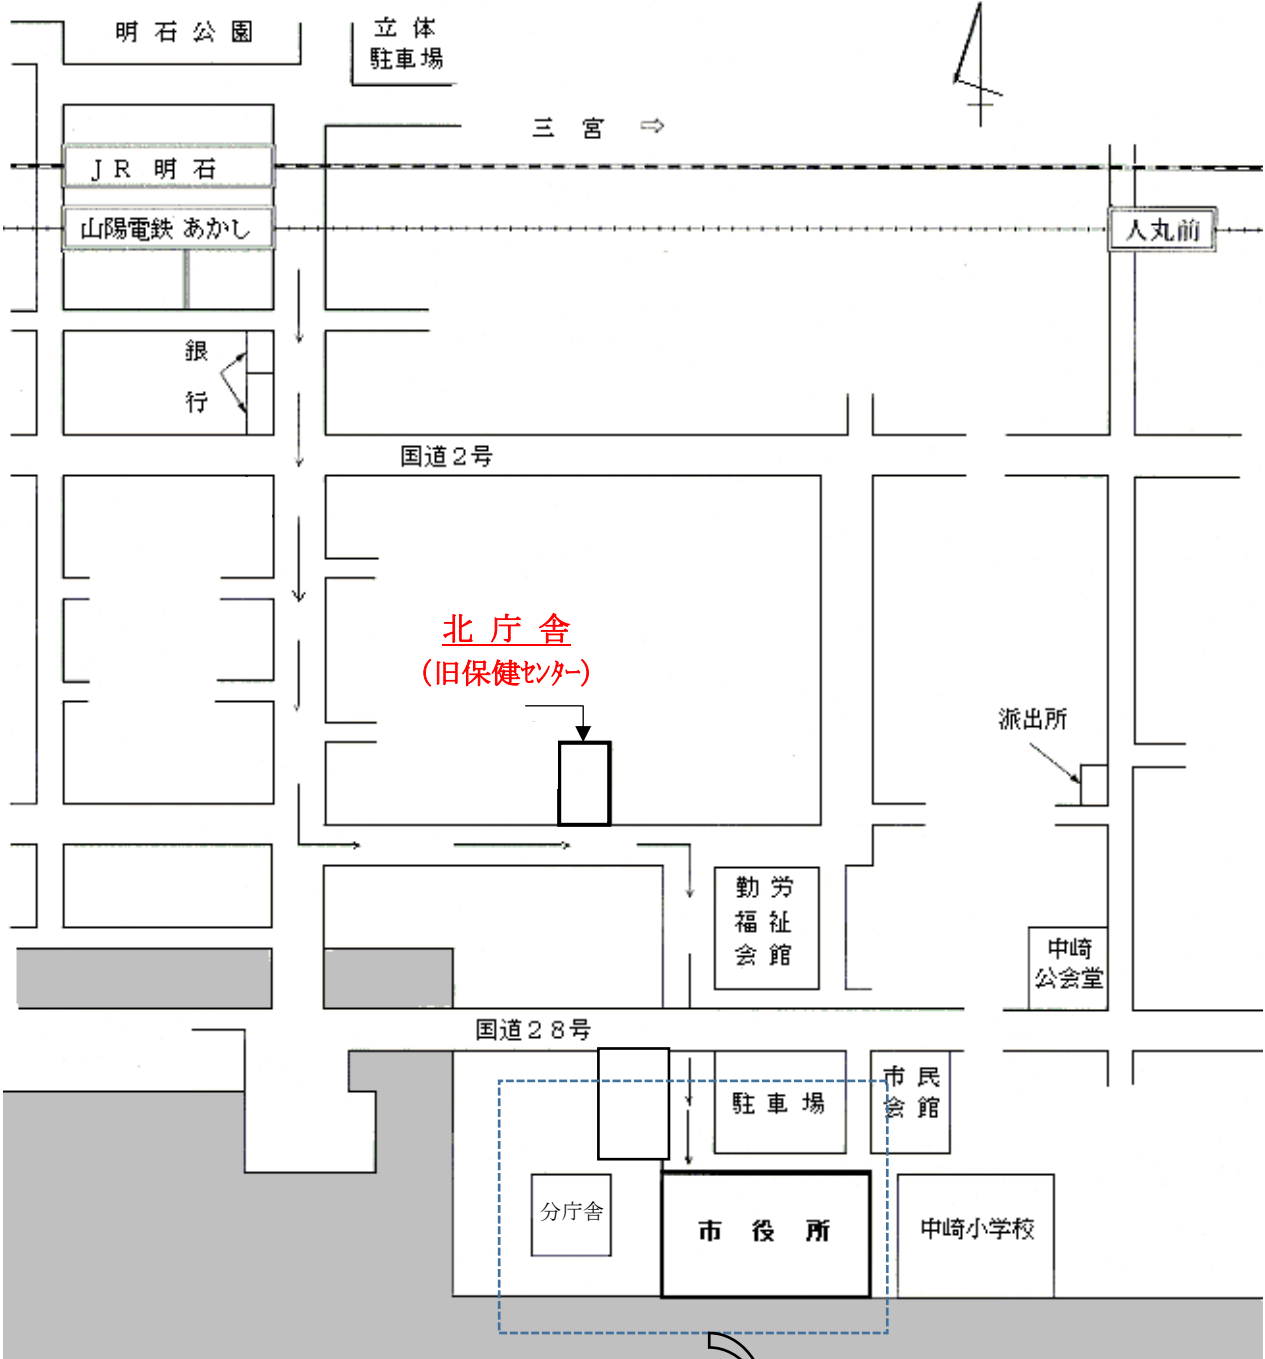 明石公園
立体
駐車場
三宮 ⇨
ＪＲ 明石
山陽電鉄 あかし
人丸前
銀
行
国道２号
北庁舎
(旧保健ｾﾝﾀｰ)
派出所
勤労
福祉
会館
中崎
公会堂
国道２８号
市民
会館
駐車場
分庁舎
市役所
中崎小学校